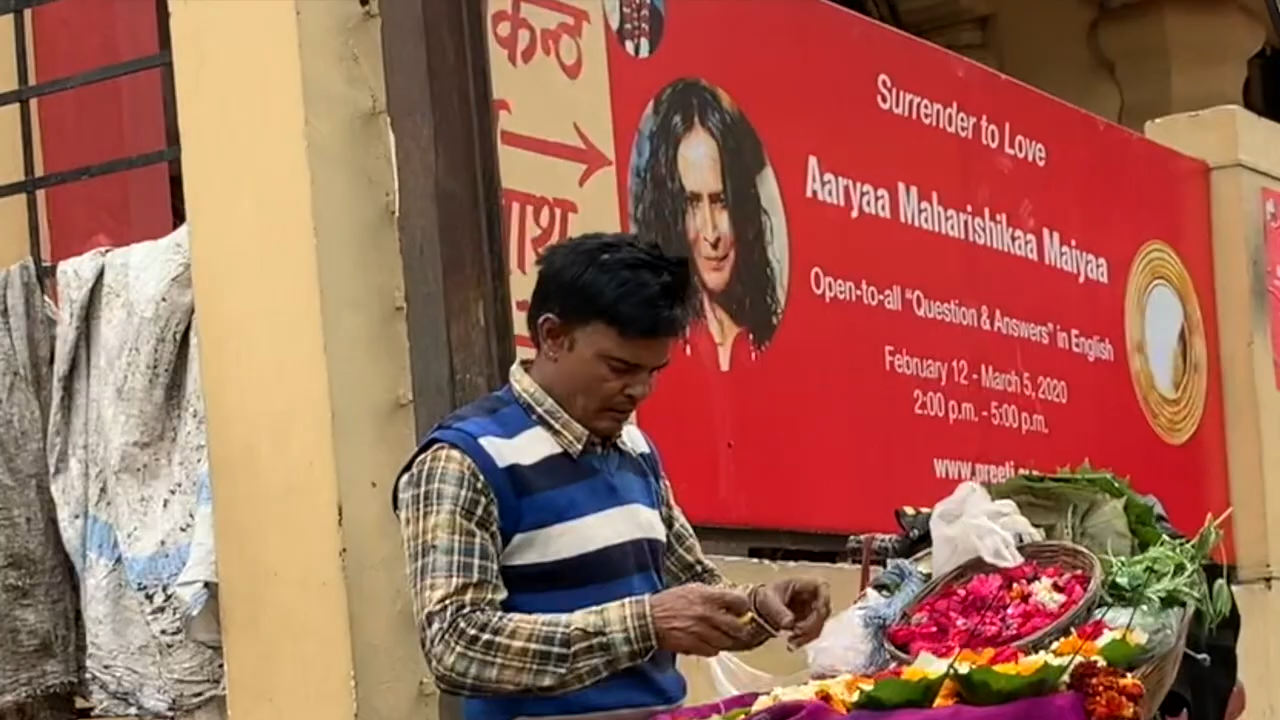 कन्ठ
Surrender to Love
Aaryaa Maharishikaa Maiyaa
Open-to-all “Question & Answers” in English
February 12 - March 5, 2020
2:00 p.m. - 5:00 p.m.